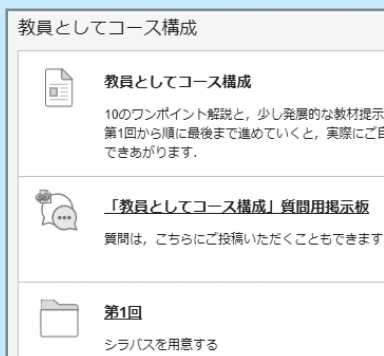 教員としてコース構成
教員としてコース構成
10のワンポイント解説と，少し発展的な教材提示
第1回から順に最後まで進めていくと，実際にご
できあがります．
「教員としてコース構成」質問用掲示板
質問は，こちらにご投稿いただくこともできます
第1回
シラバスを用意する